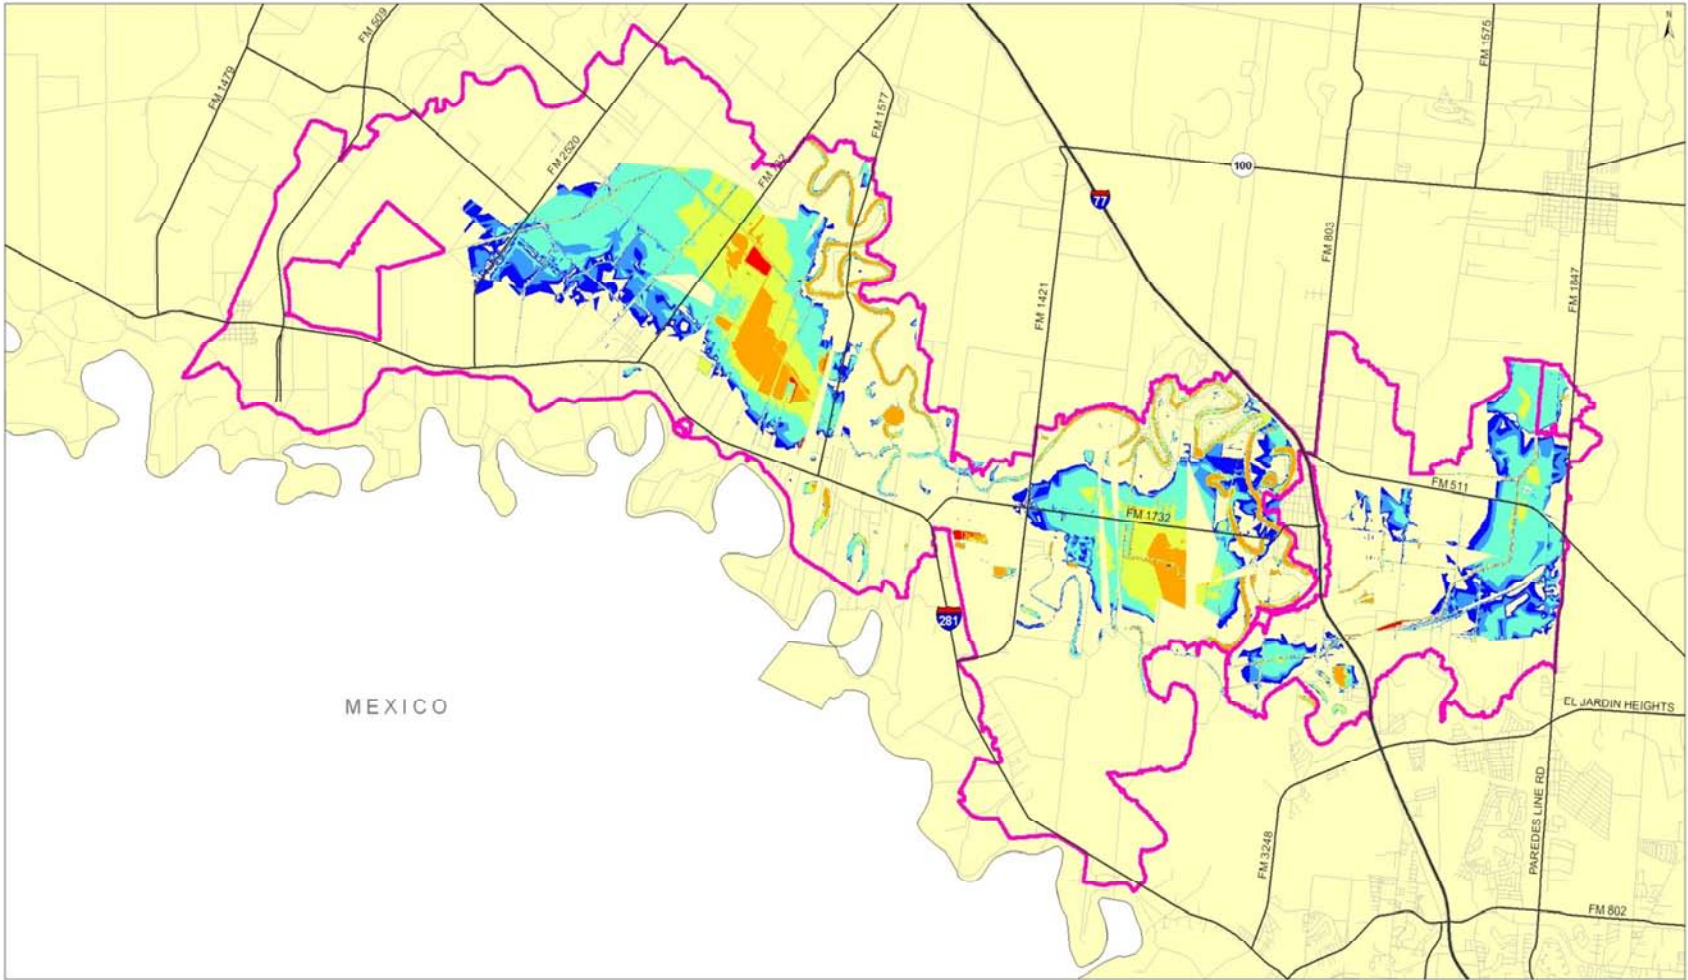 N
FM 509
FM 1479
FM 2520
FM 1577
FM 1575
100
77
FM 803
FM 1847
FM 1421
FM 511
FM 1732
281
MEXICO
EL JARDIN HEIGHTS
PAREDES LINE RD
FM 3248
FM 802